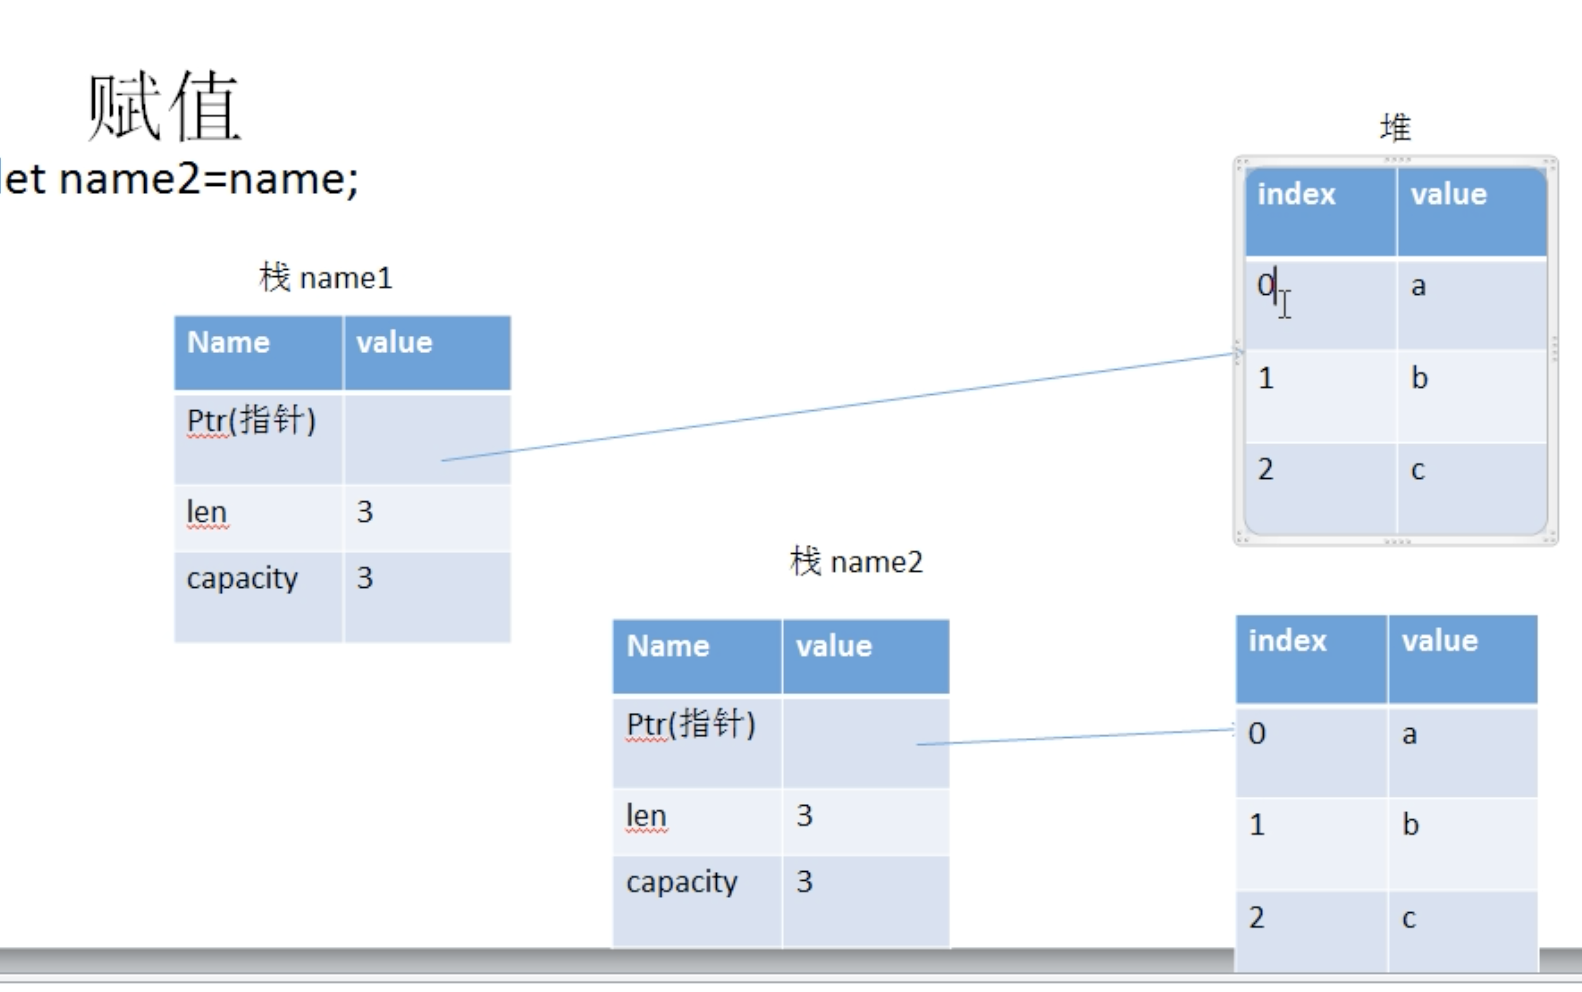 赋值
let name2=name;
堆
index value
0 a
1 b
2 c
栈 name1
Name value
Ptr(指针)
len 3
capacity 3
栈 name2
Name value
Ptr(指针)
len 3
capacity 3
index value
0 a
1 b
2 c